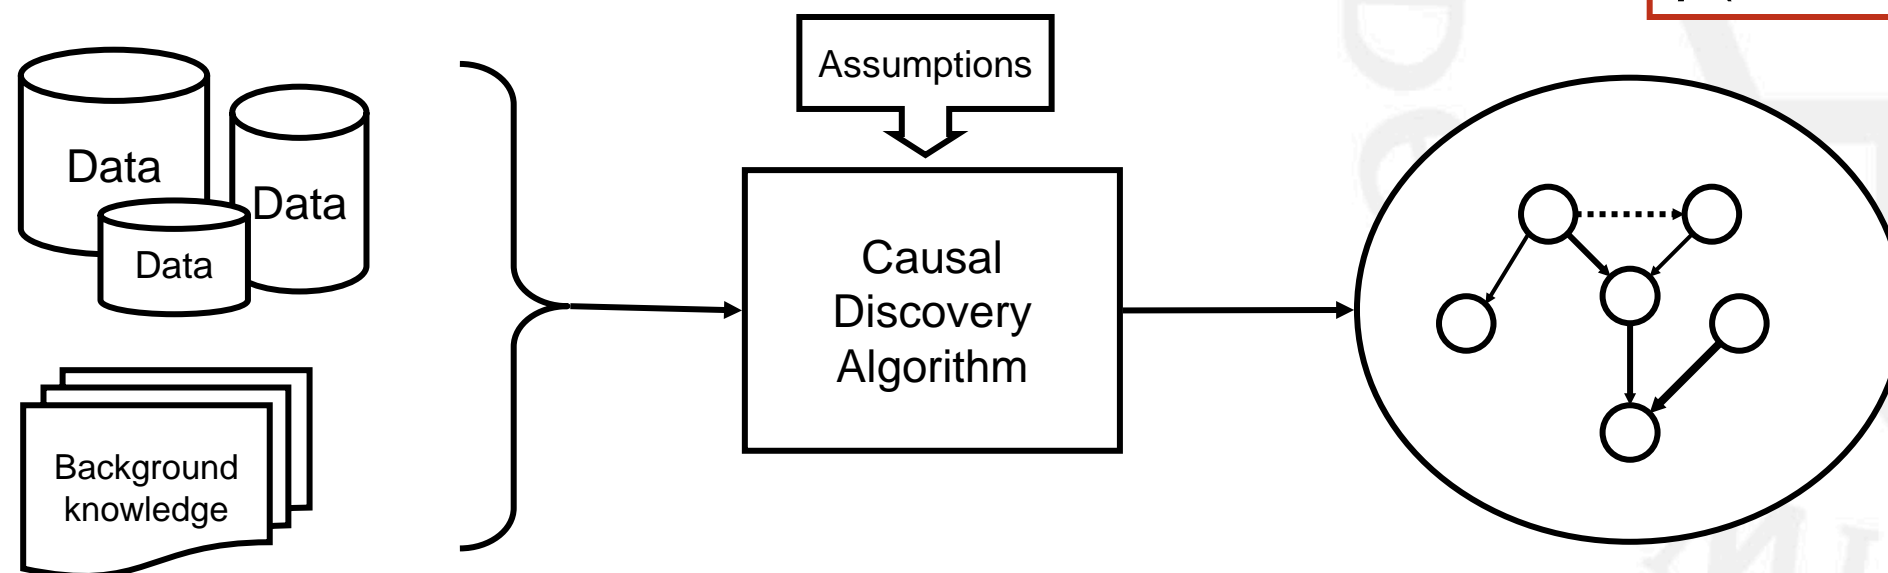 Assumptions
Data
Data
Data
Causal
Discovery
Algorithm
Background
knowledge